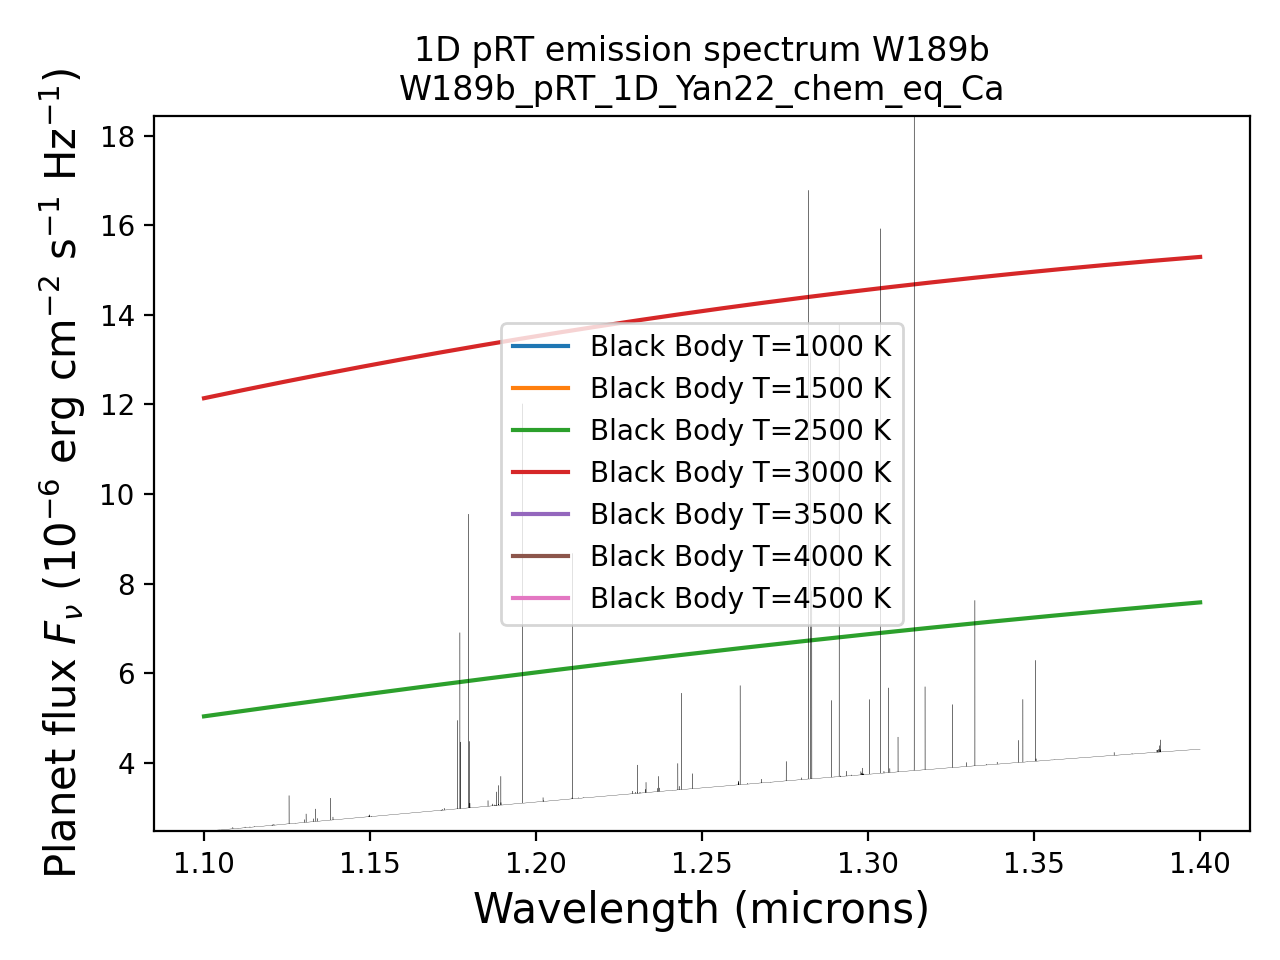 1D pRT emission spectrum W189b
W189b_pRT_1D_Yan22_chem_eq_Ca
Planet flux $F_\nu$ (10$^{-6}$ erg cm$^{-2}$ s$^{-1}$ Hz$^{-1}$)
18
16
14
12
10
8
6
4
Black Body T=1000 K
Black Body T=1500 K
Black Body T=2500 K
Black Body T=3000 K
Black Body T=3500 K
Black Body T=4000 K
Black Body T=4500 K
1.10 1.15 1.20 1.25 1.30 1.35 1.40
Wavelength (microns)